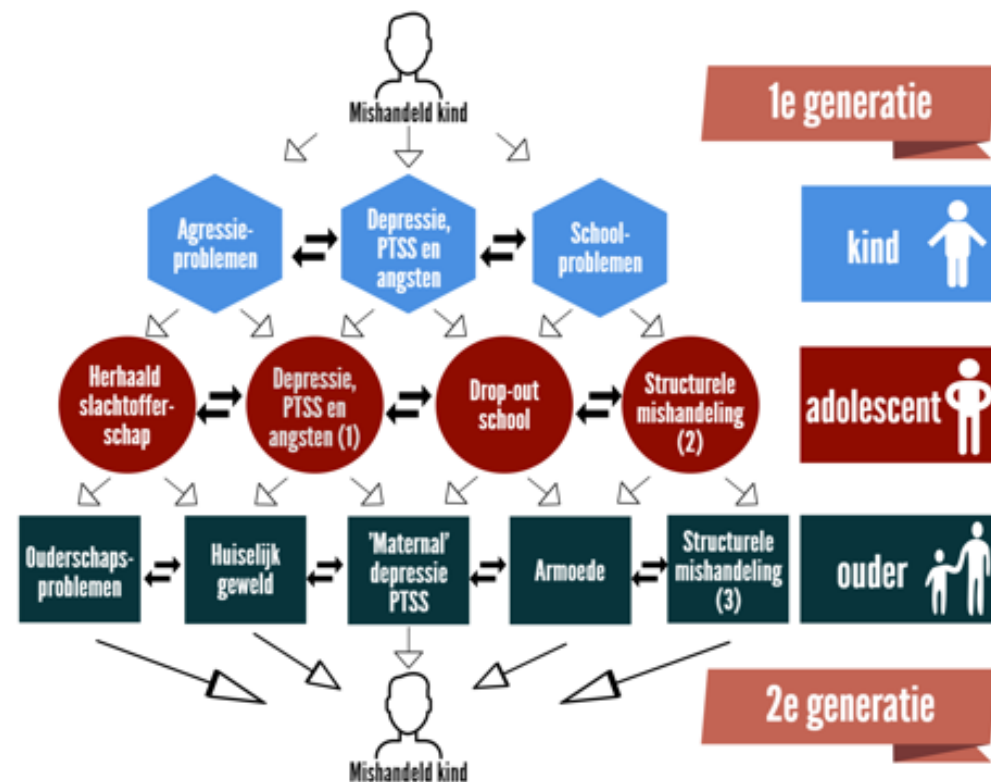 Mishandeld kind
1e generatie
Agressie-
problemen
Depressie,
PTSS en
angsten
School-
problemen
kind
Herhaald
slachtoffer-
schap
Depressie,
PTSS en
angsten (1)
Drop-out
school
Structurele
mishandeling
(2)
adolescent
Ouderschaps-
problemen
Huiselijk
geweld
'Maternal'
depressie
PTSS
Armoede
Structurele
mishandeling
(3)
ouder
2e generatie
Mishandeld kind